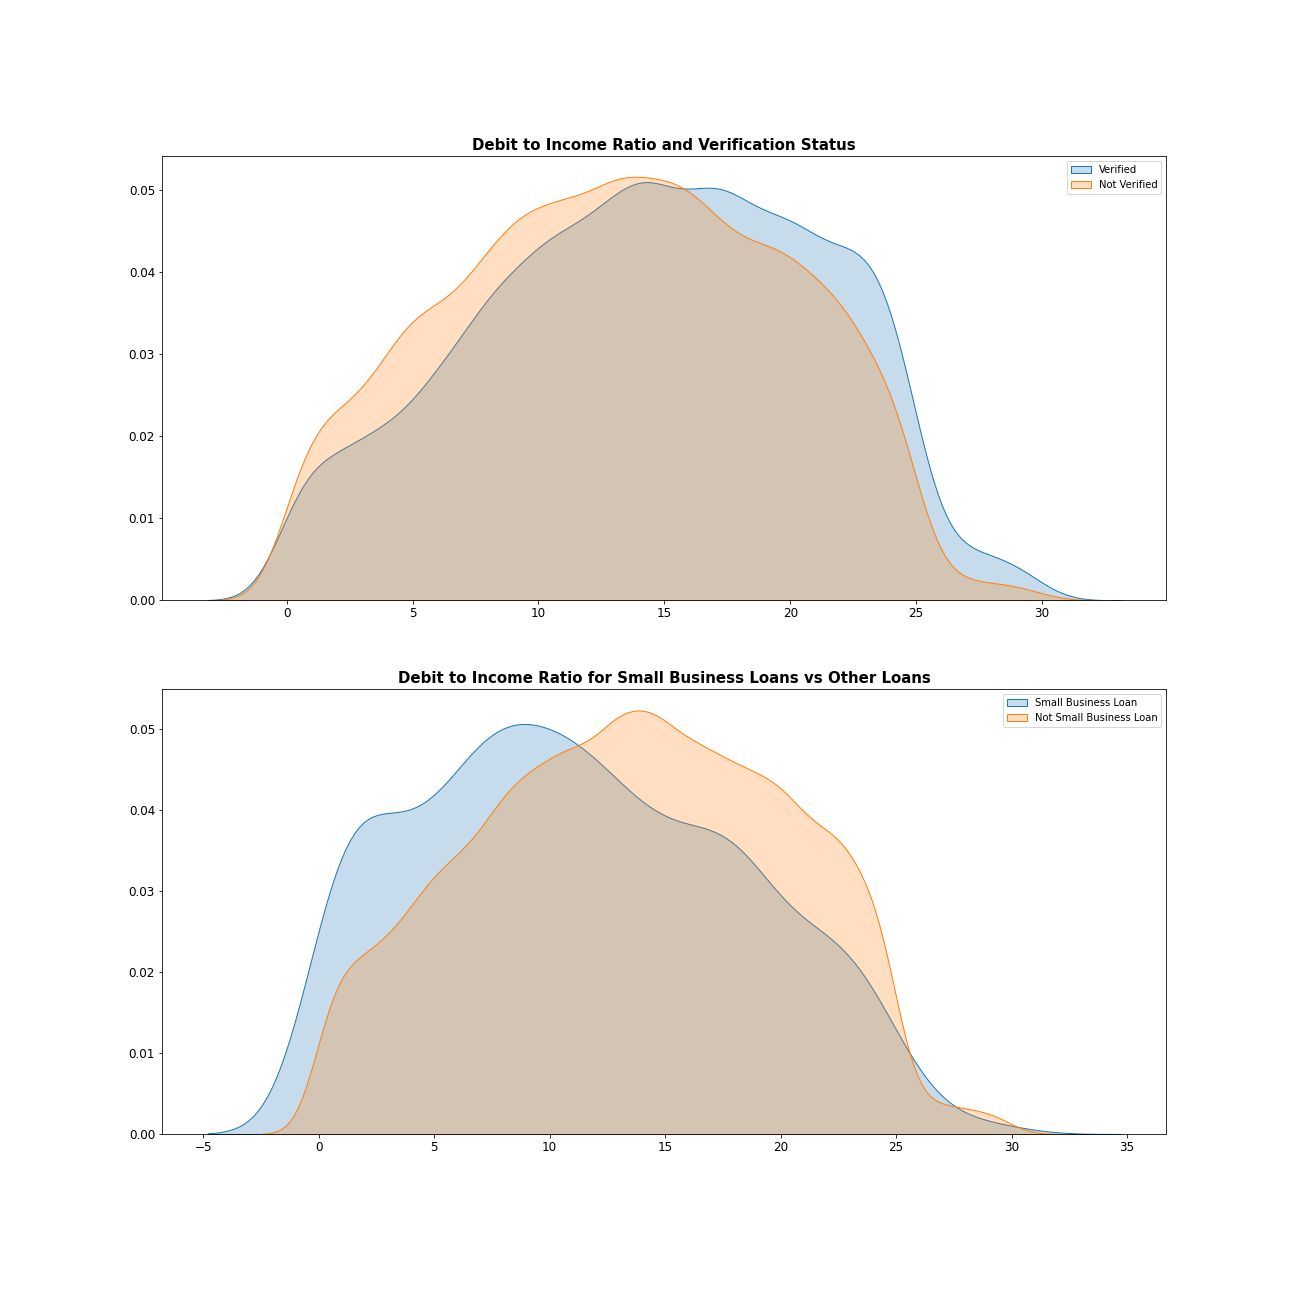 Debit to Income Ratio and Verification Status
Verified
Not Verified
0.05
0.04
0.03
0.02
0.01
0.00
0 5 10 15 20 25 30
Debit to Income Ratio for Small Business Loans vs Other Loans
Small Business Loan
Not Small Business Loan
0.05
0.04
0.03
0.02
0.01
0.00
−5 0 5 10 15 20 25 30 35